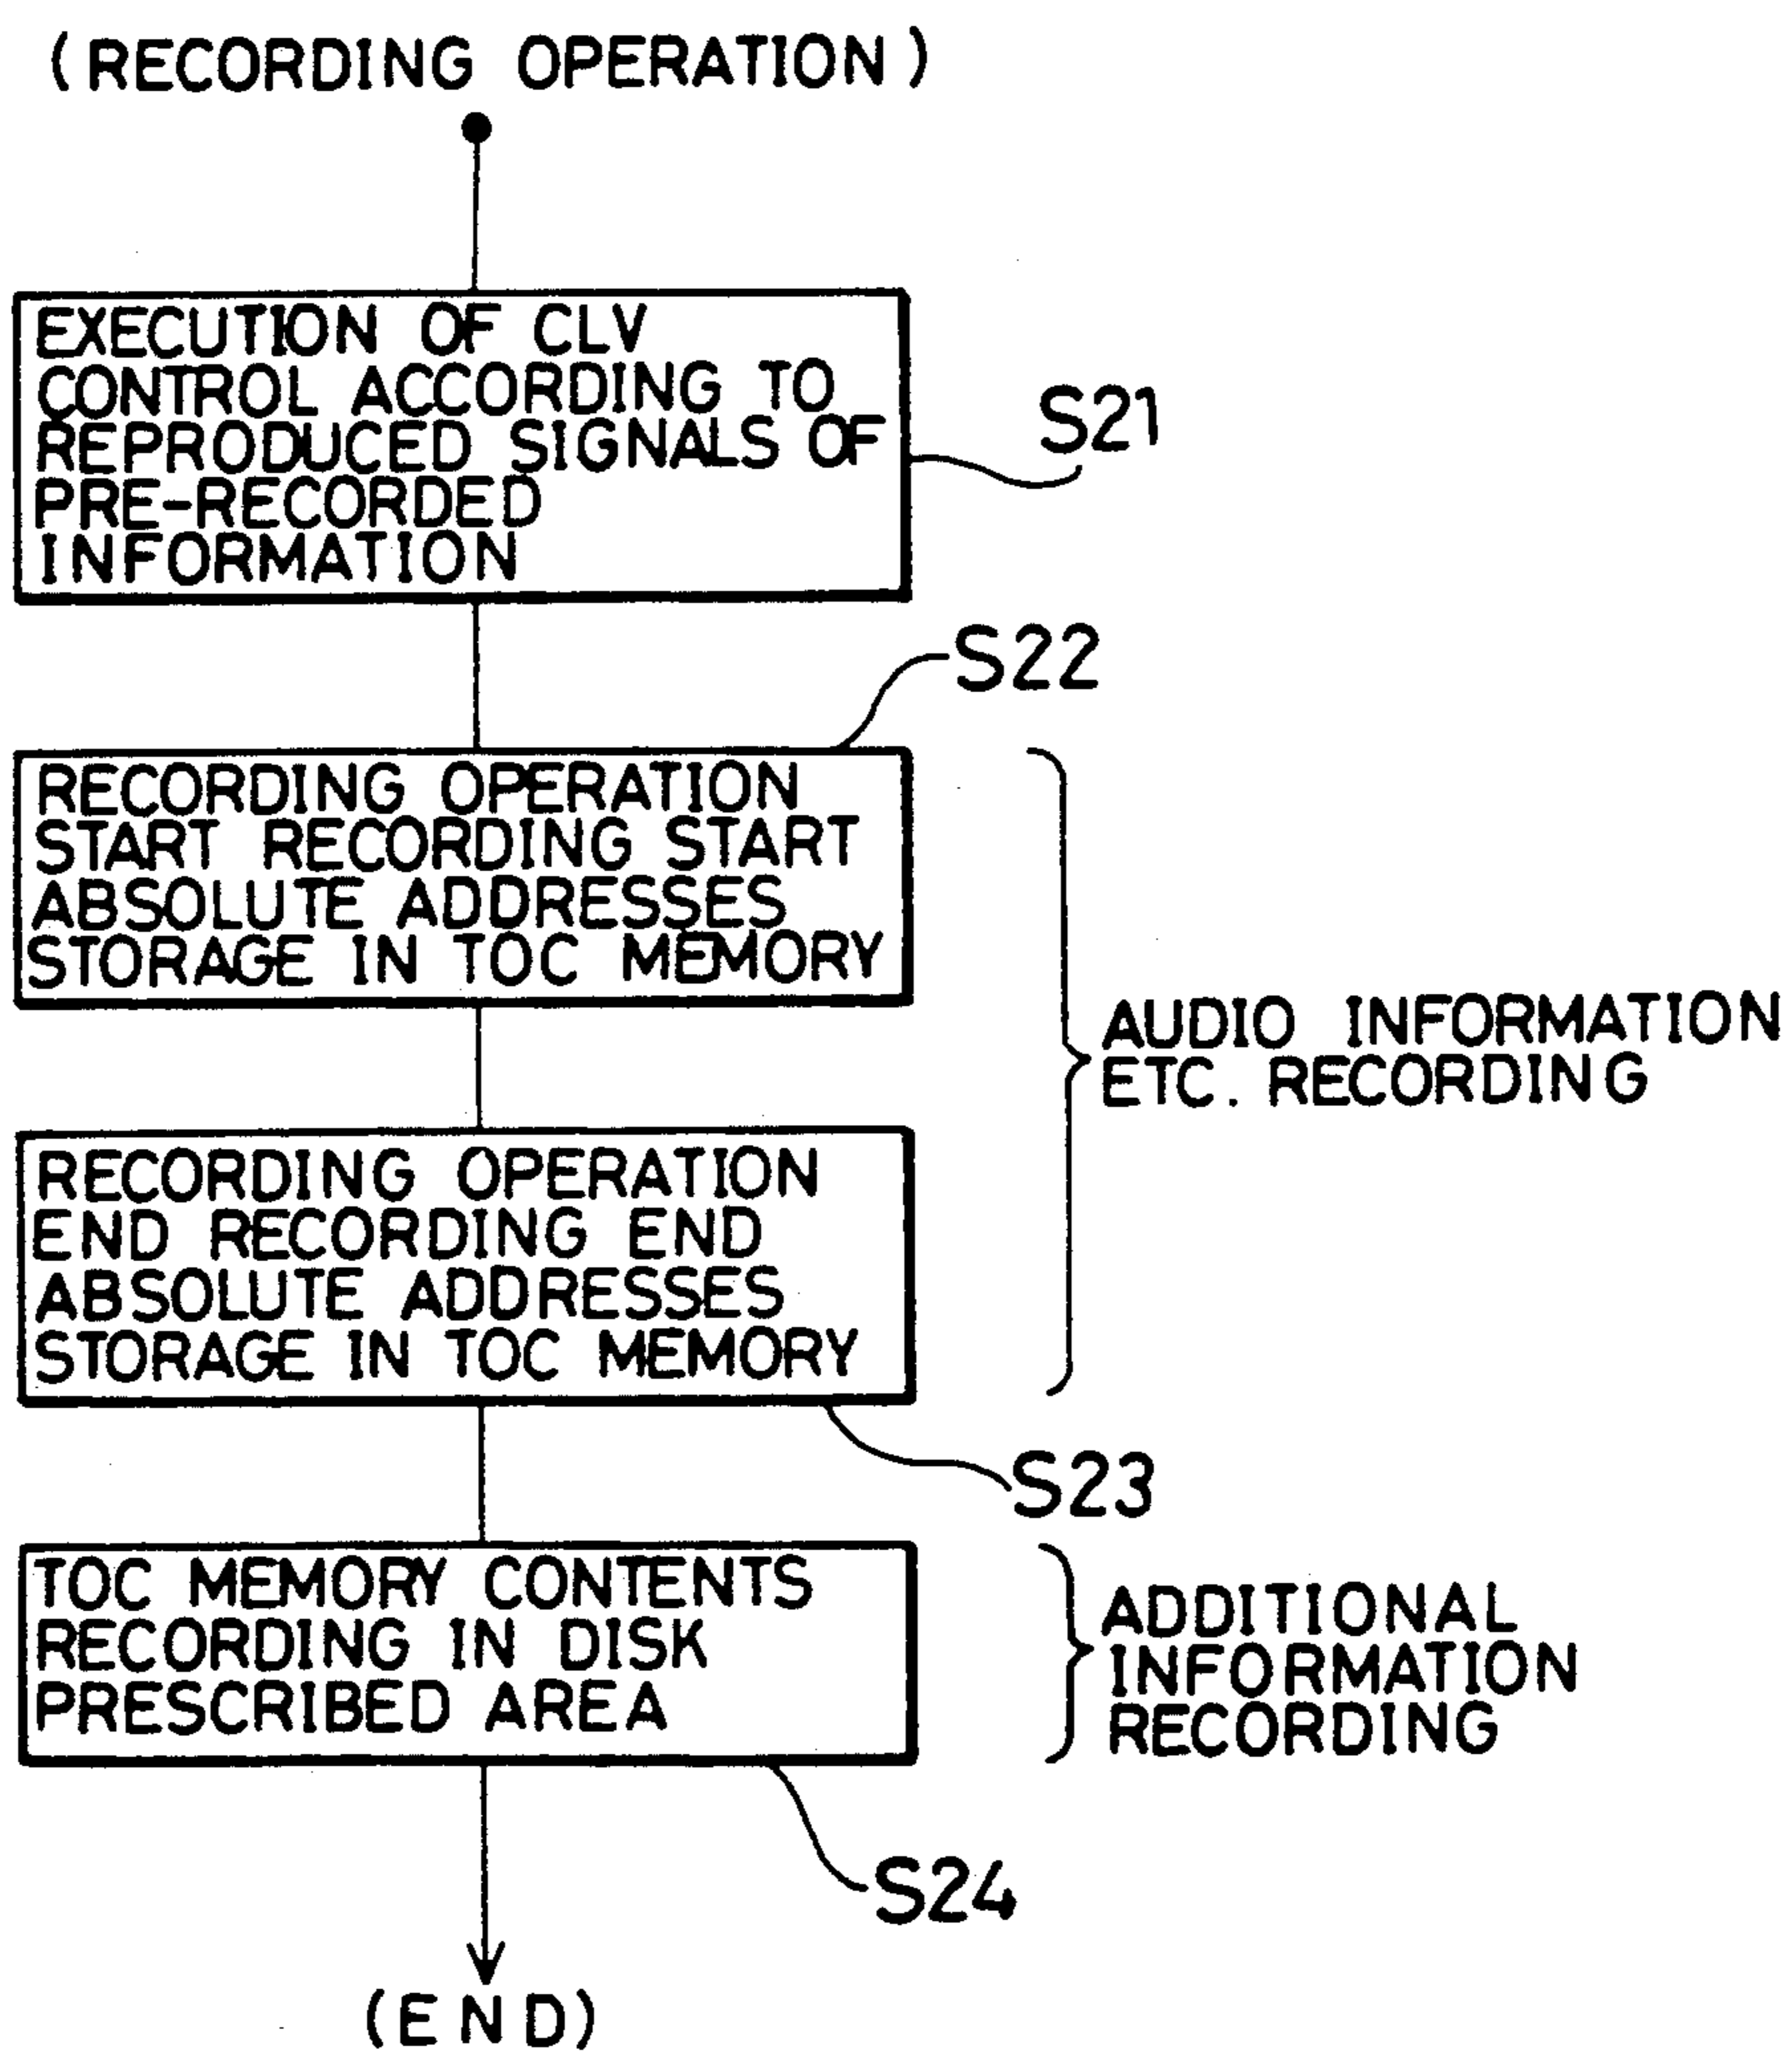 (RECORDING OPERATION)
EXECUTION OF CLV
CONTROL ACCORDING TO
REPRODUCED SIGNALS OF
PRE-RECORDED
INFORMATION
S21
S22
RECORDING OPERATION
START RECORDING START
ABSOLUTE ADDRESSES
STORAGE IN TOC MEMORY
AUDIO INFORMATION
ETC. RECORDING
RECORDING OPERATION
END RECORDING END
ABSOLUTE ADDRESSES
STORAGE IN TOC MEMORY
S23
TOC MEMORY CONTENTS
RECORDING IN DISK
PRESCRIBED AREA
ADDITIONAL
INFORMATION
RECORDING
S24
(END)